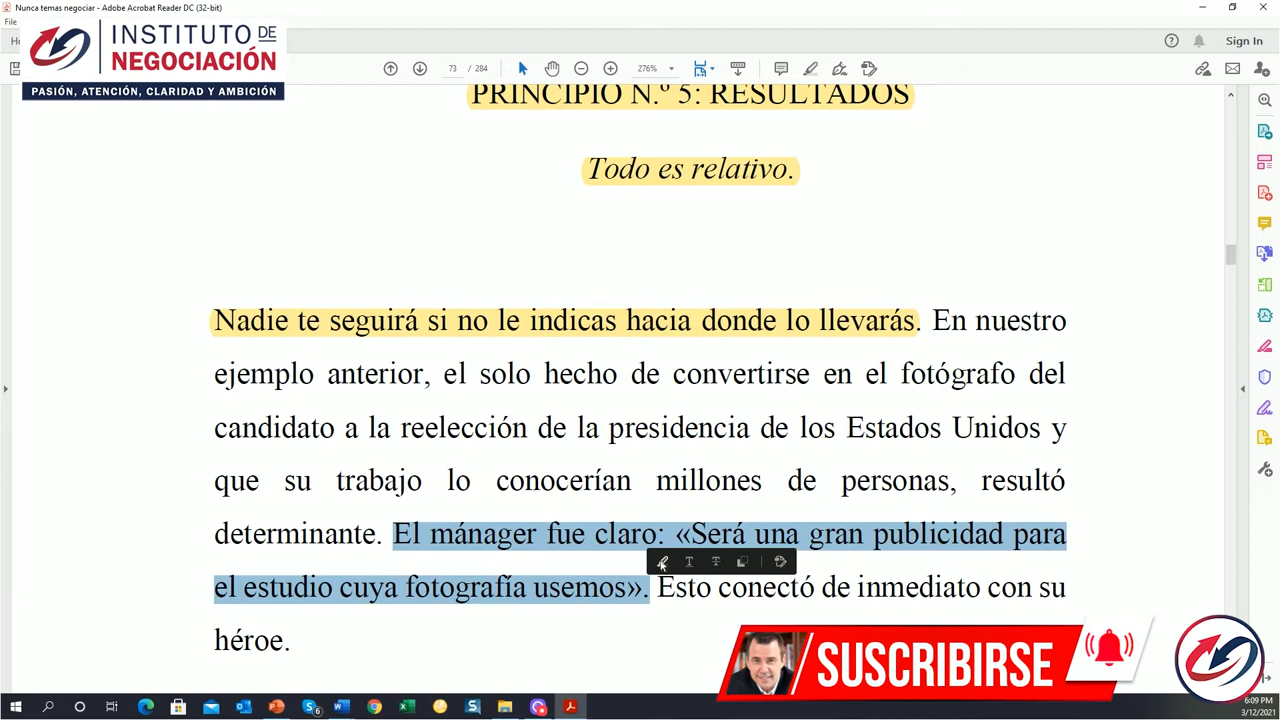 Nunca temas negociar - Adobe Acrobat Reader DC (32-bit)
File
INSTITUTO DE
NEGOCIACIÓN
PASIÓN, ATENCIÓN, CLARIDAD Y AMBICIÓN
73 / 284
276%
Sign In
PRINCIPIO N.º 5: RESULTADOS
Todo es relativo.
Nadie te seguirá si no le indicas hacia donde lo llevarás. En nuestro
ejemplo anterior, el solo hecho de convertirse en el fotógrafo del
candidato a la reelección de la presidencia de los Estados Unidos y
que su trabajo lo conocerían millones de personas, resultó
determinante. El mánager fue claro: «Será una gran publicidad para
el estudio cuya fotografía usemos». Esto conectó de inmediato con su
héroe.
SUSCRIBIRSE
6:09 PM
3/12/2021